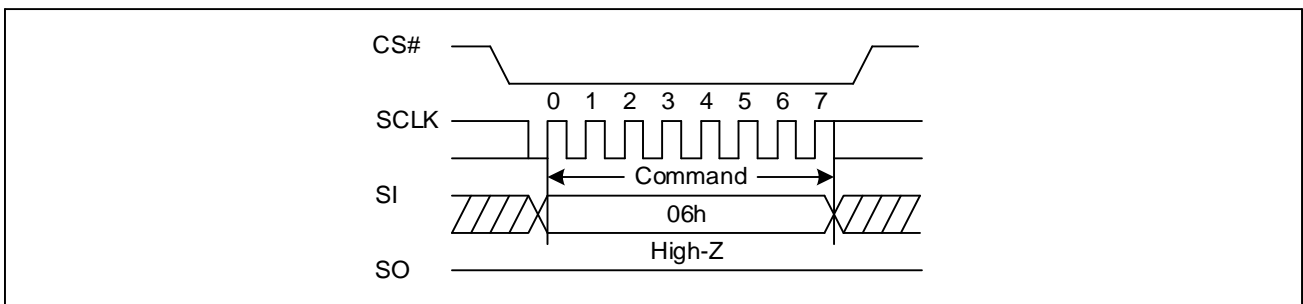 CS#
0 1 2 3 4 5 6 7
SCLK
Command
SI
06h
High-Z
SO